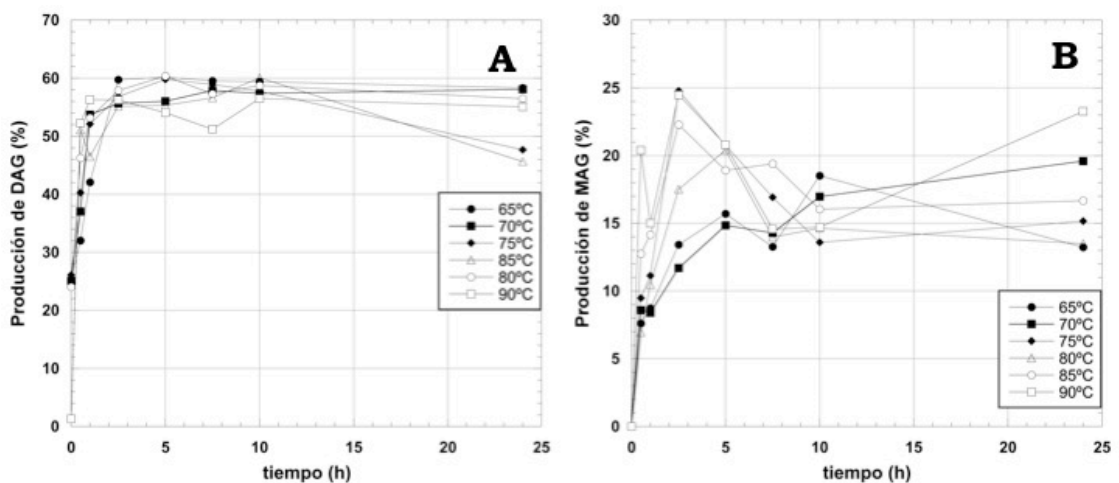 A
Producción de DAG (%)
70
60
50
40
30
20
10
0
0 5 10 15 20 25
tiempo (h)
65ºC
70ºC
75ºC
85ºC
80ºC
90ºC
B
Producción de MAG (%)
30
25
20
15
10
5
0
0 5 10 15 20 25
tiempo (h)
65ºC
70ºC
75ºC
80ºC
85ºC
90ºC